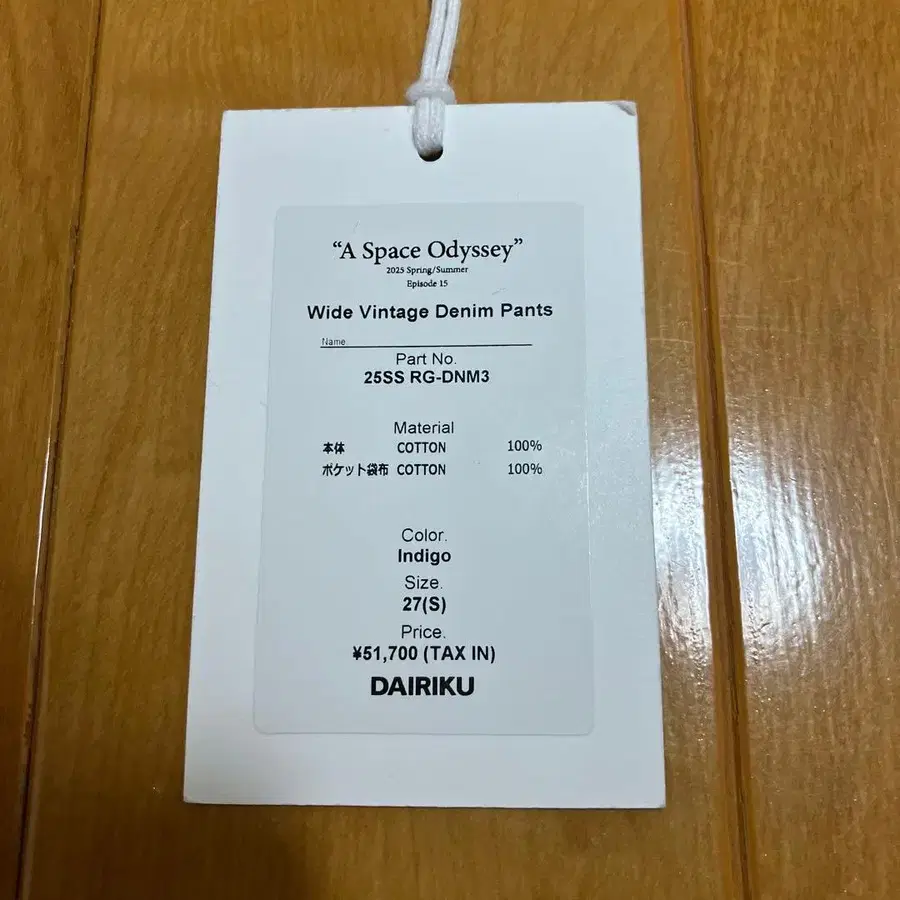 “A Space Odyssey”
2025 Spring/Summer
Episode 15
Wide Vintage Denim Pants
Name.
Part No.
25SS RG-DNM3
Material
本体 COTTON 100%
ポケット袋布 COTTON 100%
Color.
Indigo
Size.
27(S)
Price.
¥51,700 (TAX IN)
DAIRIKU